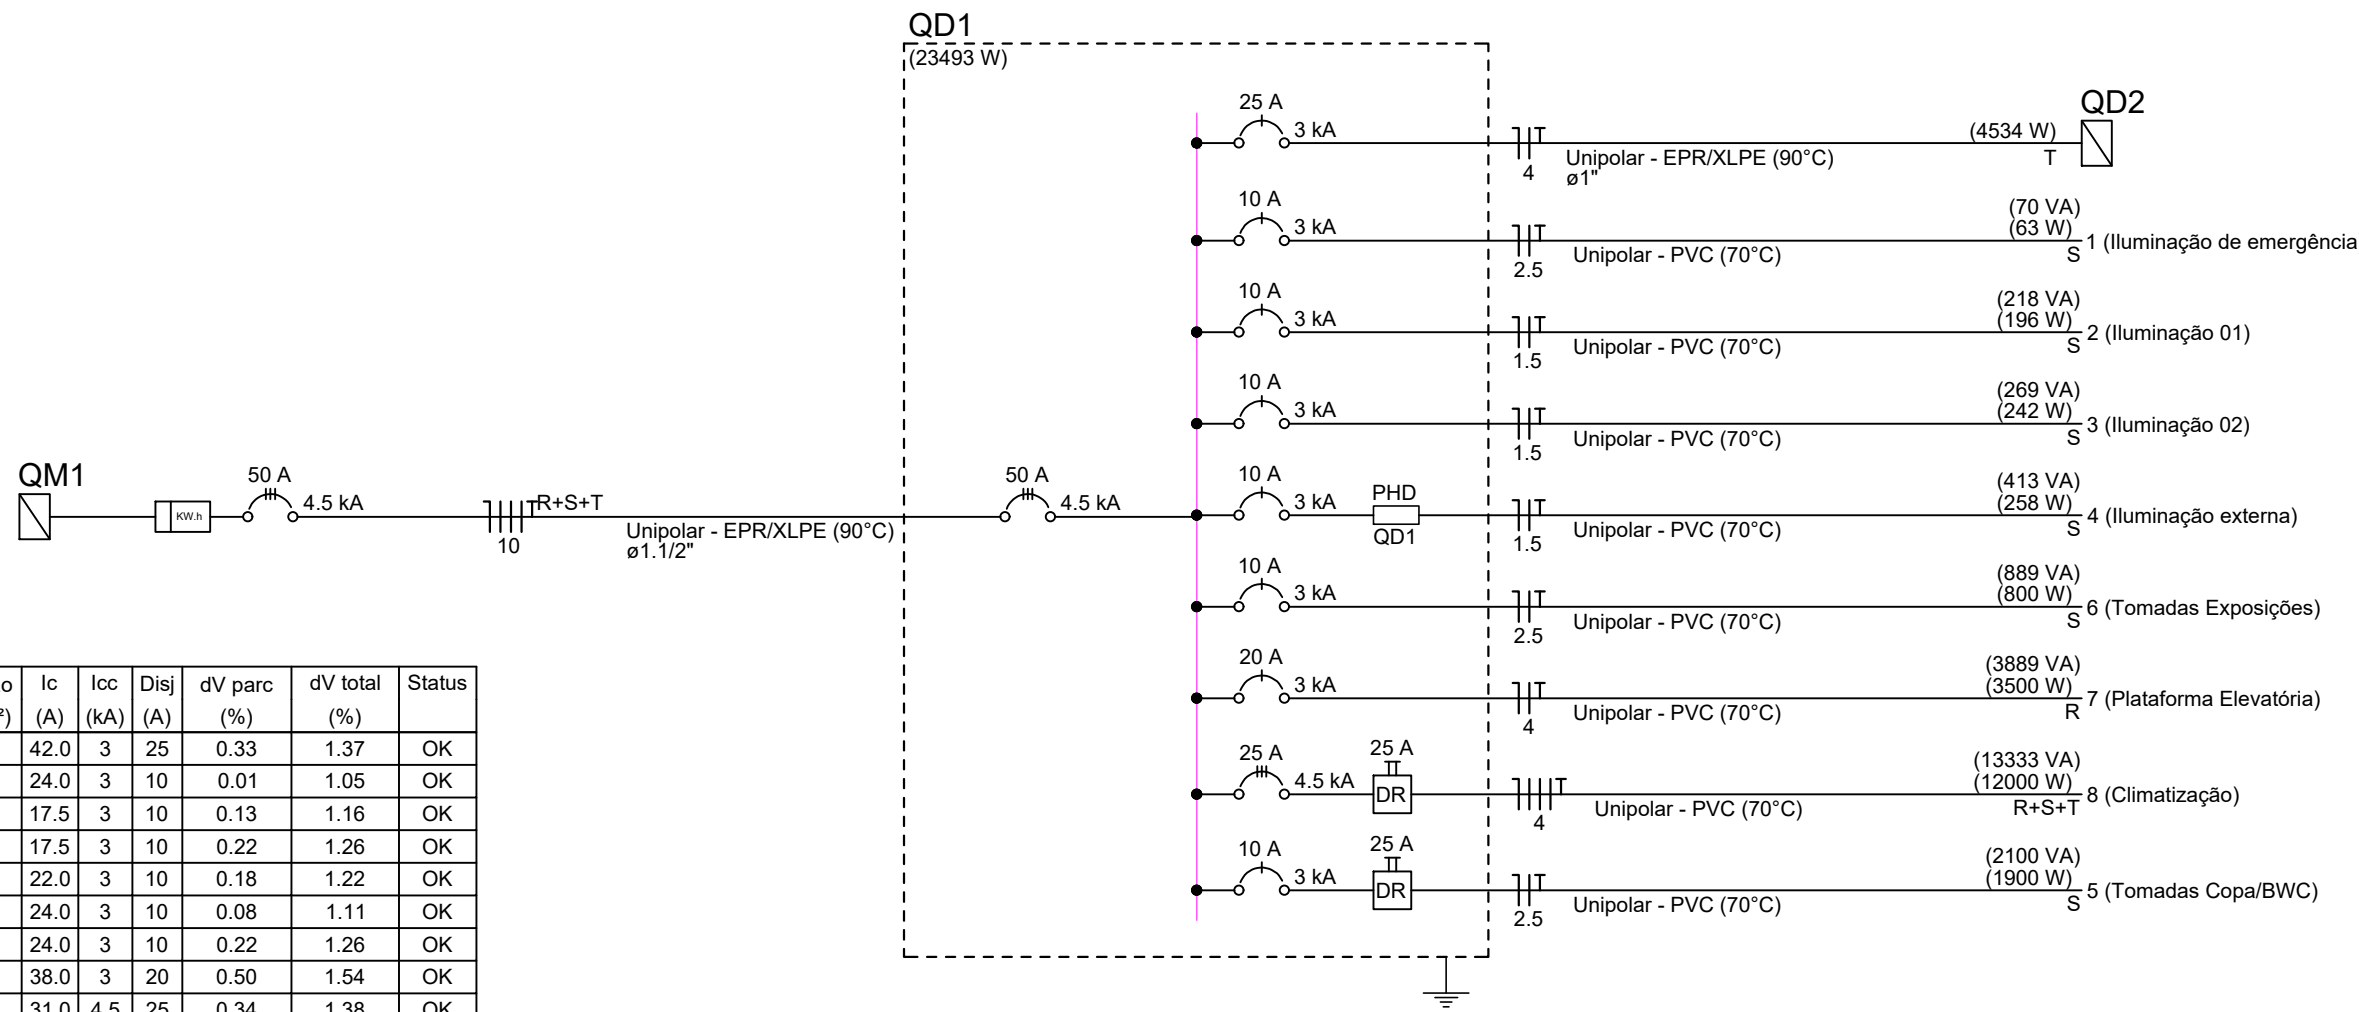 QD1
(23493 W)
25 A
3 kA
4
Unipolar - EPR/XLPE (90°C)
ø1"
(4534 W)
T
QD2
10 A
3 kA
2.5
Unipolar - PVC (70°C)
(70 VA)
(63 W)
S
1 (Iluminação de emergência
10 A
3 kA
1.5
Unipolar - PVC (70°C)
(218 VA)
(196 W)
S
2 (Iluminação 01)
10 A
3 kA
1.5
Unipolar - PVC (70°C)
(269 VA)
(242 W)
S
3 (Iluminação 02)
QM1
KW.h
50 A
4.5 kA
10
R+S+T
Unipolar - EPR/XLPE (90°C)
ø1.1/2"
50 A
4.5 kA
10 A
3 kA
PHD
QD1
1.5
Unipolar - PVC (70°C)
(413 VA)
(258 W)
S
4 (Iluminação externa)
10 A
3 kA
2.5
Unipolar - PVC (70°C)
(889 VA)
(800 W)
S
6 (Tomadas Exposições)
20 A
3 kA
4
Unipolar - PVC (70°C)
(3889 VA)
(3500 W)
R
7 (Plataforma Elevatória)
25 A
4.5 kA
25 A
DR
4
Unipolar - PVC (70°C)
(13333 VA)
(12000 W)
R+S+T
8 (Climatização)
10 A
3 kA
25 A
DR
2.5
Unipolar - PVC (70°C)
(2100 VA)
(1900 W)
S
5 (Tomadas Copa/BWC)
o Ic Icc Disj dV parc dV total Status
²) (A) (kA) (A) (%) (%)
42.0 3 25 0.33 1.37 OK
24.0 3 10 0.01 1.05 OK
17.5 3 10 0.13 1.16 OK
17.5 3 10 0.22 1.26 OK
22.0 3 10 0.18 1.22 OK
24.0 3 10 0.08 1.11 OK
24.0 3 10 0.22 1.26 OK
38.0 3 20 0.50 1.54 OK
31.0 4.5 25 0.34 1.38 OK